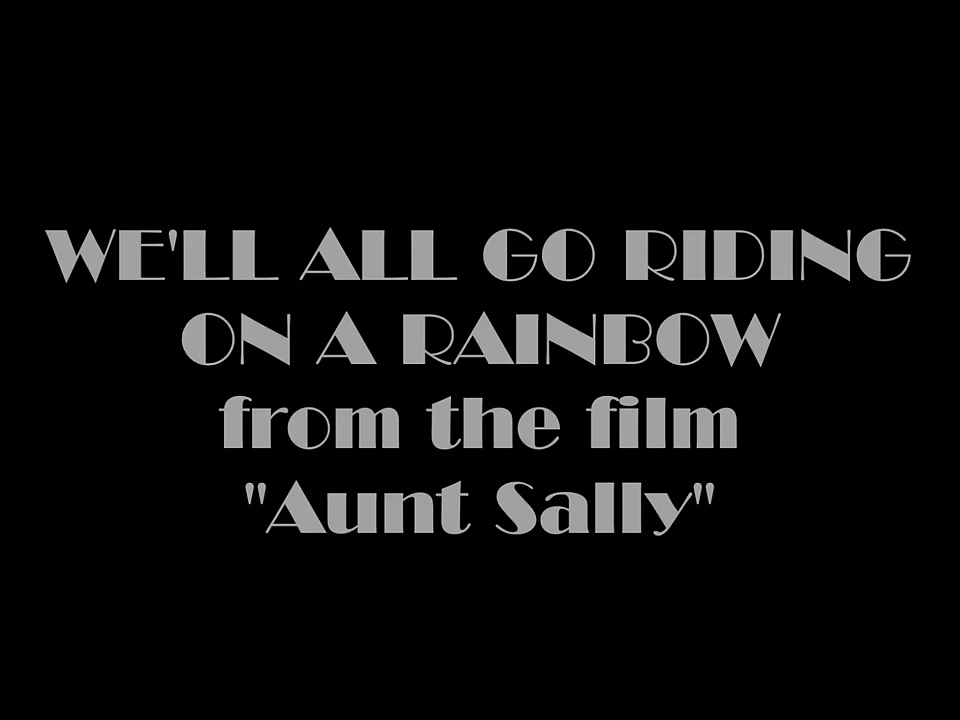 WE'LL ALL GO RIDING
ON A RAINBOW
from the film
"Aunt Sally"